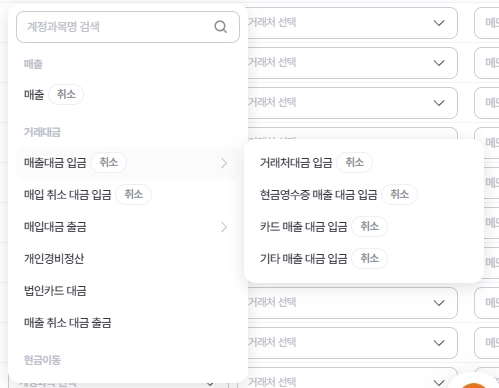 계정과목명 검색
매출
매출 취소
거래대금
매출대금 입금 취소
매입 취소 대금 입금 취소
매입대금 출금
개인경비정산
법인카드 대금
매출 취소 대금 출금
현금이동
거래처대금 입금 취소
현금영수증 매출 대금 입금 취소
카드 매출 대금 입금 취소
기타 매출 대금 입금 취소
거래처 선택
거래처 선택
거래처 선택
거래처 선택
거래처 선택
거래처 선택